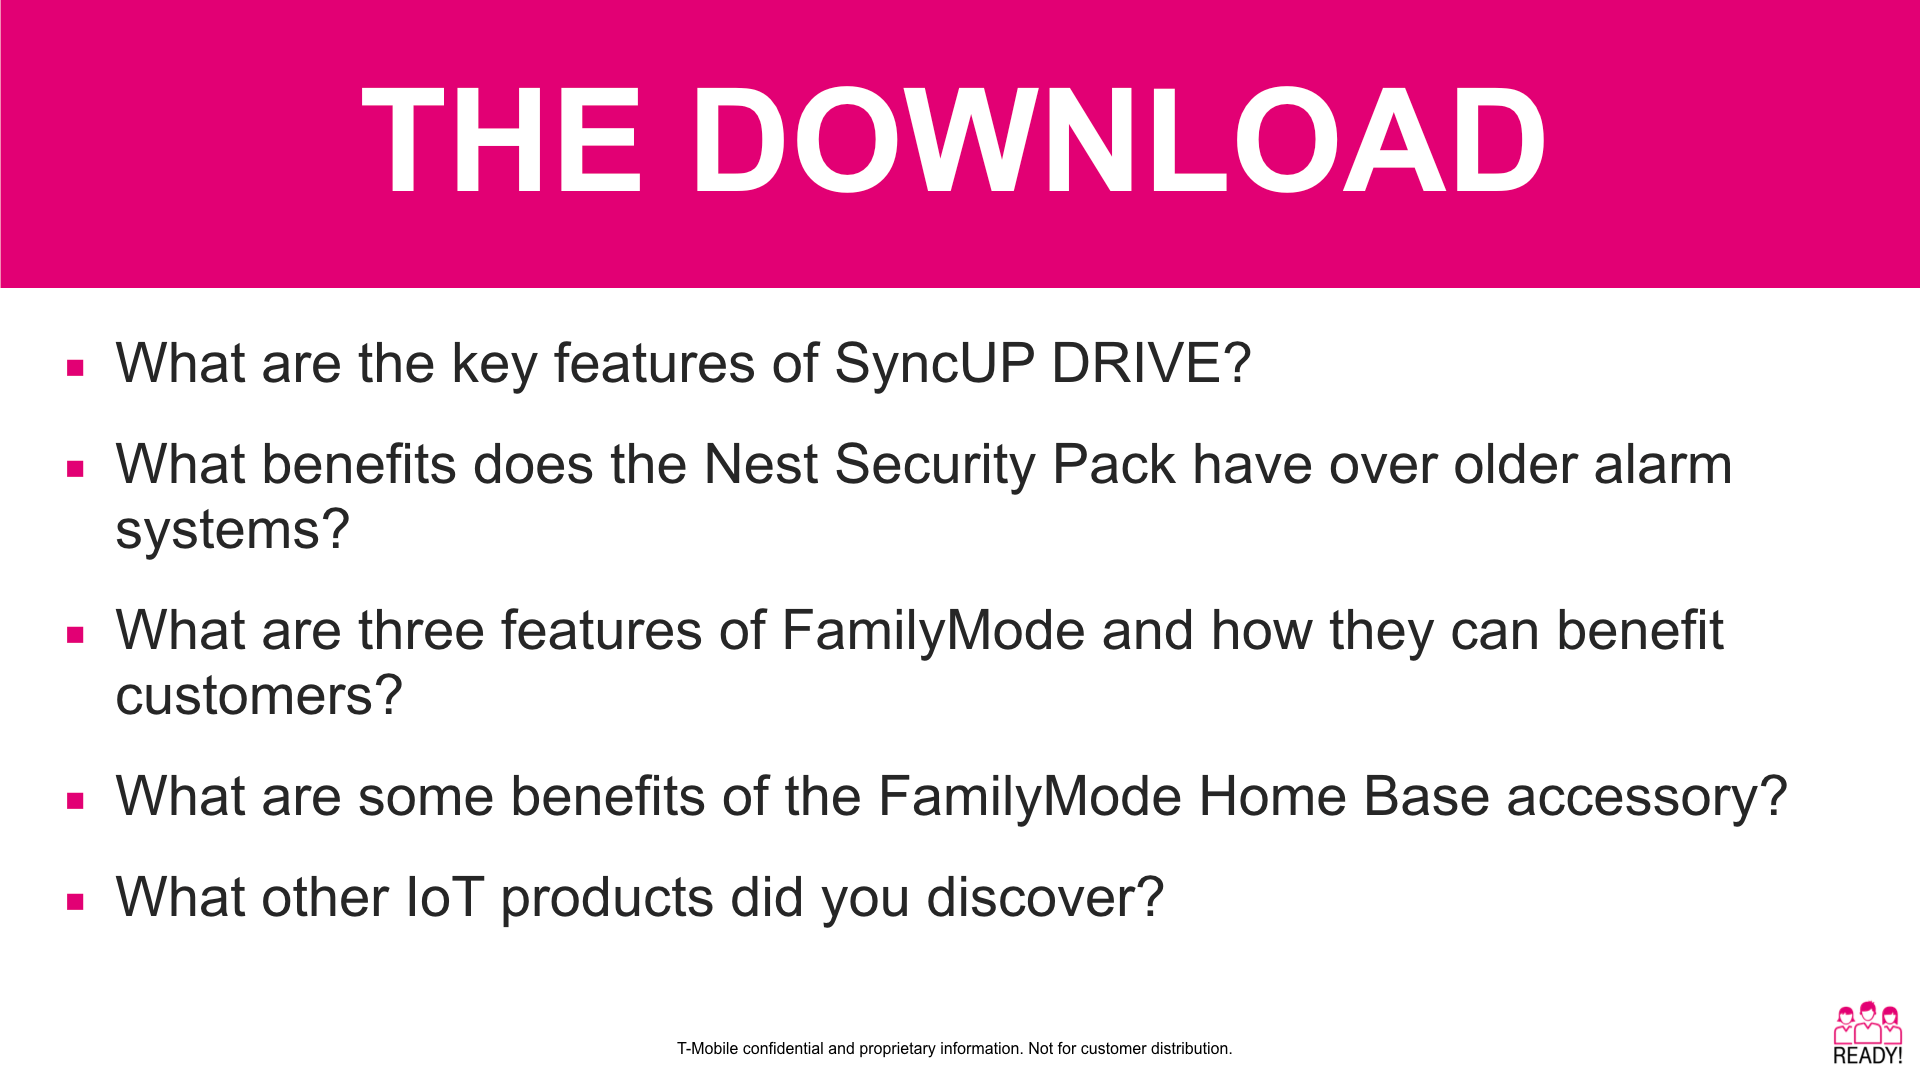 THE DOWNLOAD
What are the key features of SyncUP DRIVE?
What benefits does the Nest Security Pack have over older alarm
systems?
What are three features of FamilyMode and how they can benefit
customers?
What are some benefits of the FamilyMode Home Base accessory?
What other IoT products did you discover?
T-Mobile confidential and proprietary information. Not for customer distribution.
READY!